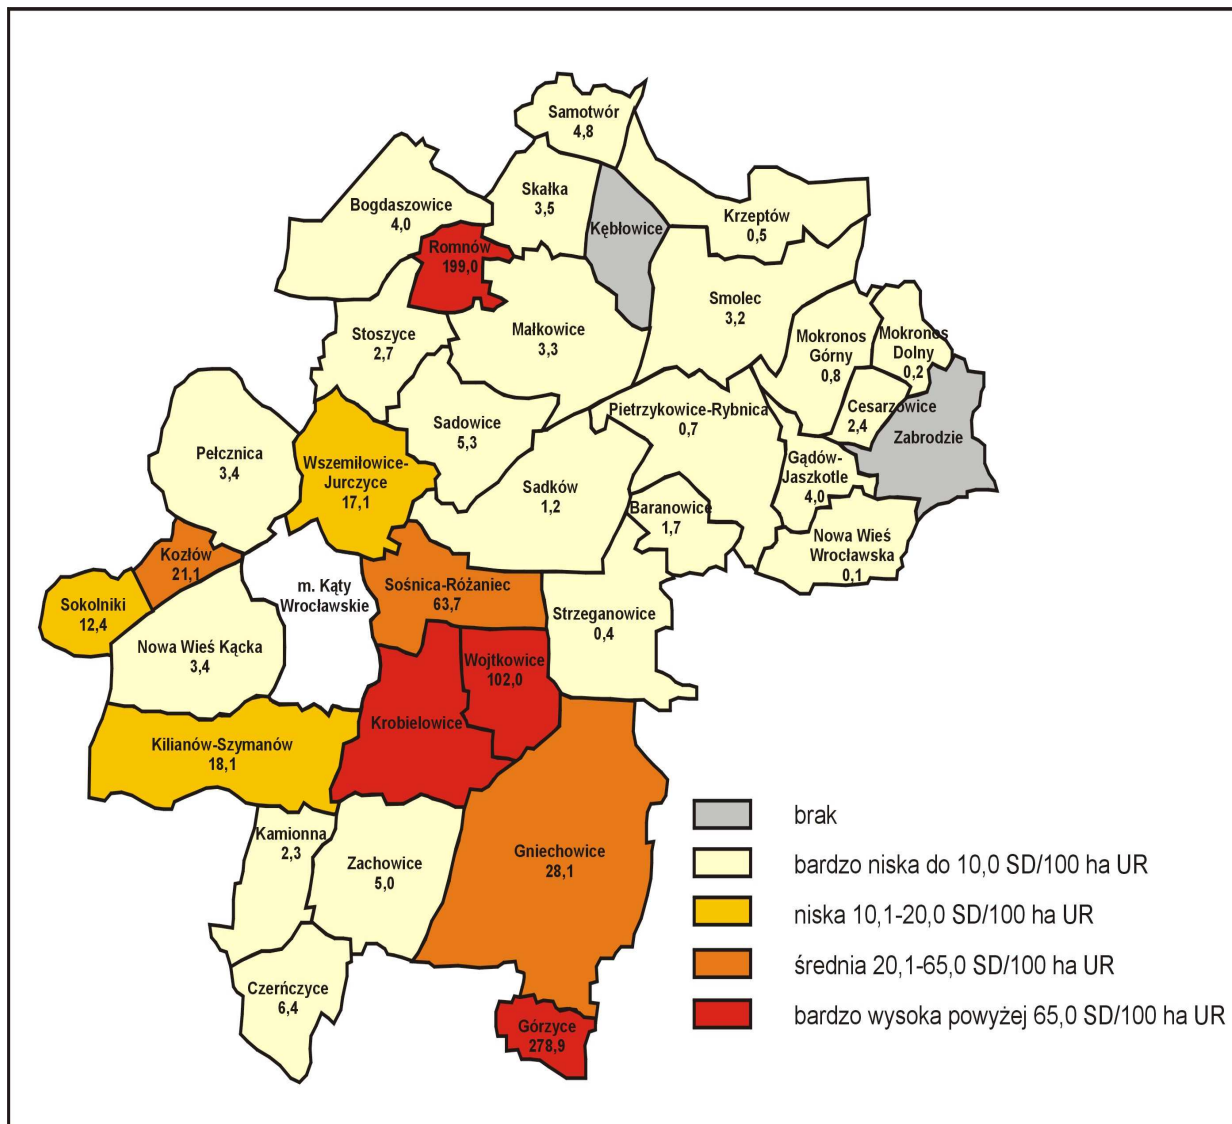 Samotwór
4,8
Skałka
3,5
Bogdaszowice
4,0
Krzeptów
0,5
Kębłowice
Romnów
199,0
Smolec
3,2
Stoszyce
2,7
Małkowice
3,3
Mokronos
Górny
0,8
Mokronos
Dolny
0,2
Cesarzowice
2,4
Zabrodzie
Pietrzykowice-Rybnica
0,7
Sadowice
5,3
Pełcznica
3,4
Wszemiłowice-
Jurczyce
17,1
Gądów-
Jaszkotle
4,0
Sadków
1,2
Baranowice
1,7
Nowa Wieś
Wrocławska
0,1
Kozłów
21,1
m. Kąty
Wrocławskie
Sośnica-Różaniec
63,7
Sokolniki
12,4
Strzeganowice
0,4
Nowa Wieś Kącka
3,4
Wojtkowice
102,0
Krobielowice
Kilianów-Szymanów
18,1
Kamionna
2,3
Zachowice
5,0
Gniechowice
28,1
Czerńczyce
6,4
Górzyce
278,9
brak
bardzo niska do 10,0 SD/100 ha UR
niska 10,1-20,0 SD/100 ha UR
średnia 20,1-65,0 SD/100 ha UR
bardzo wysoka powyżej 65,0 SD/100 ha UR